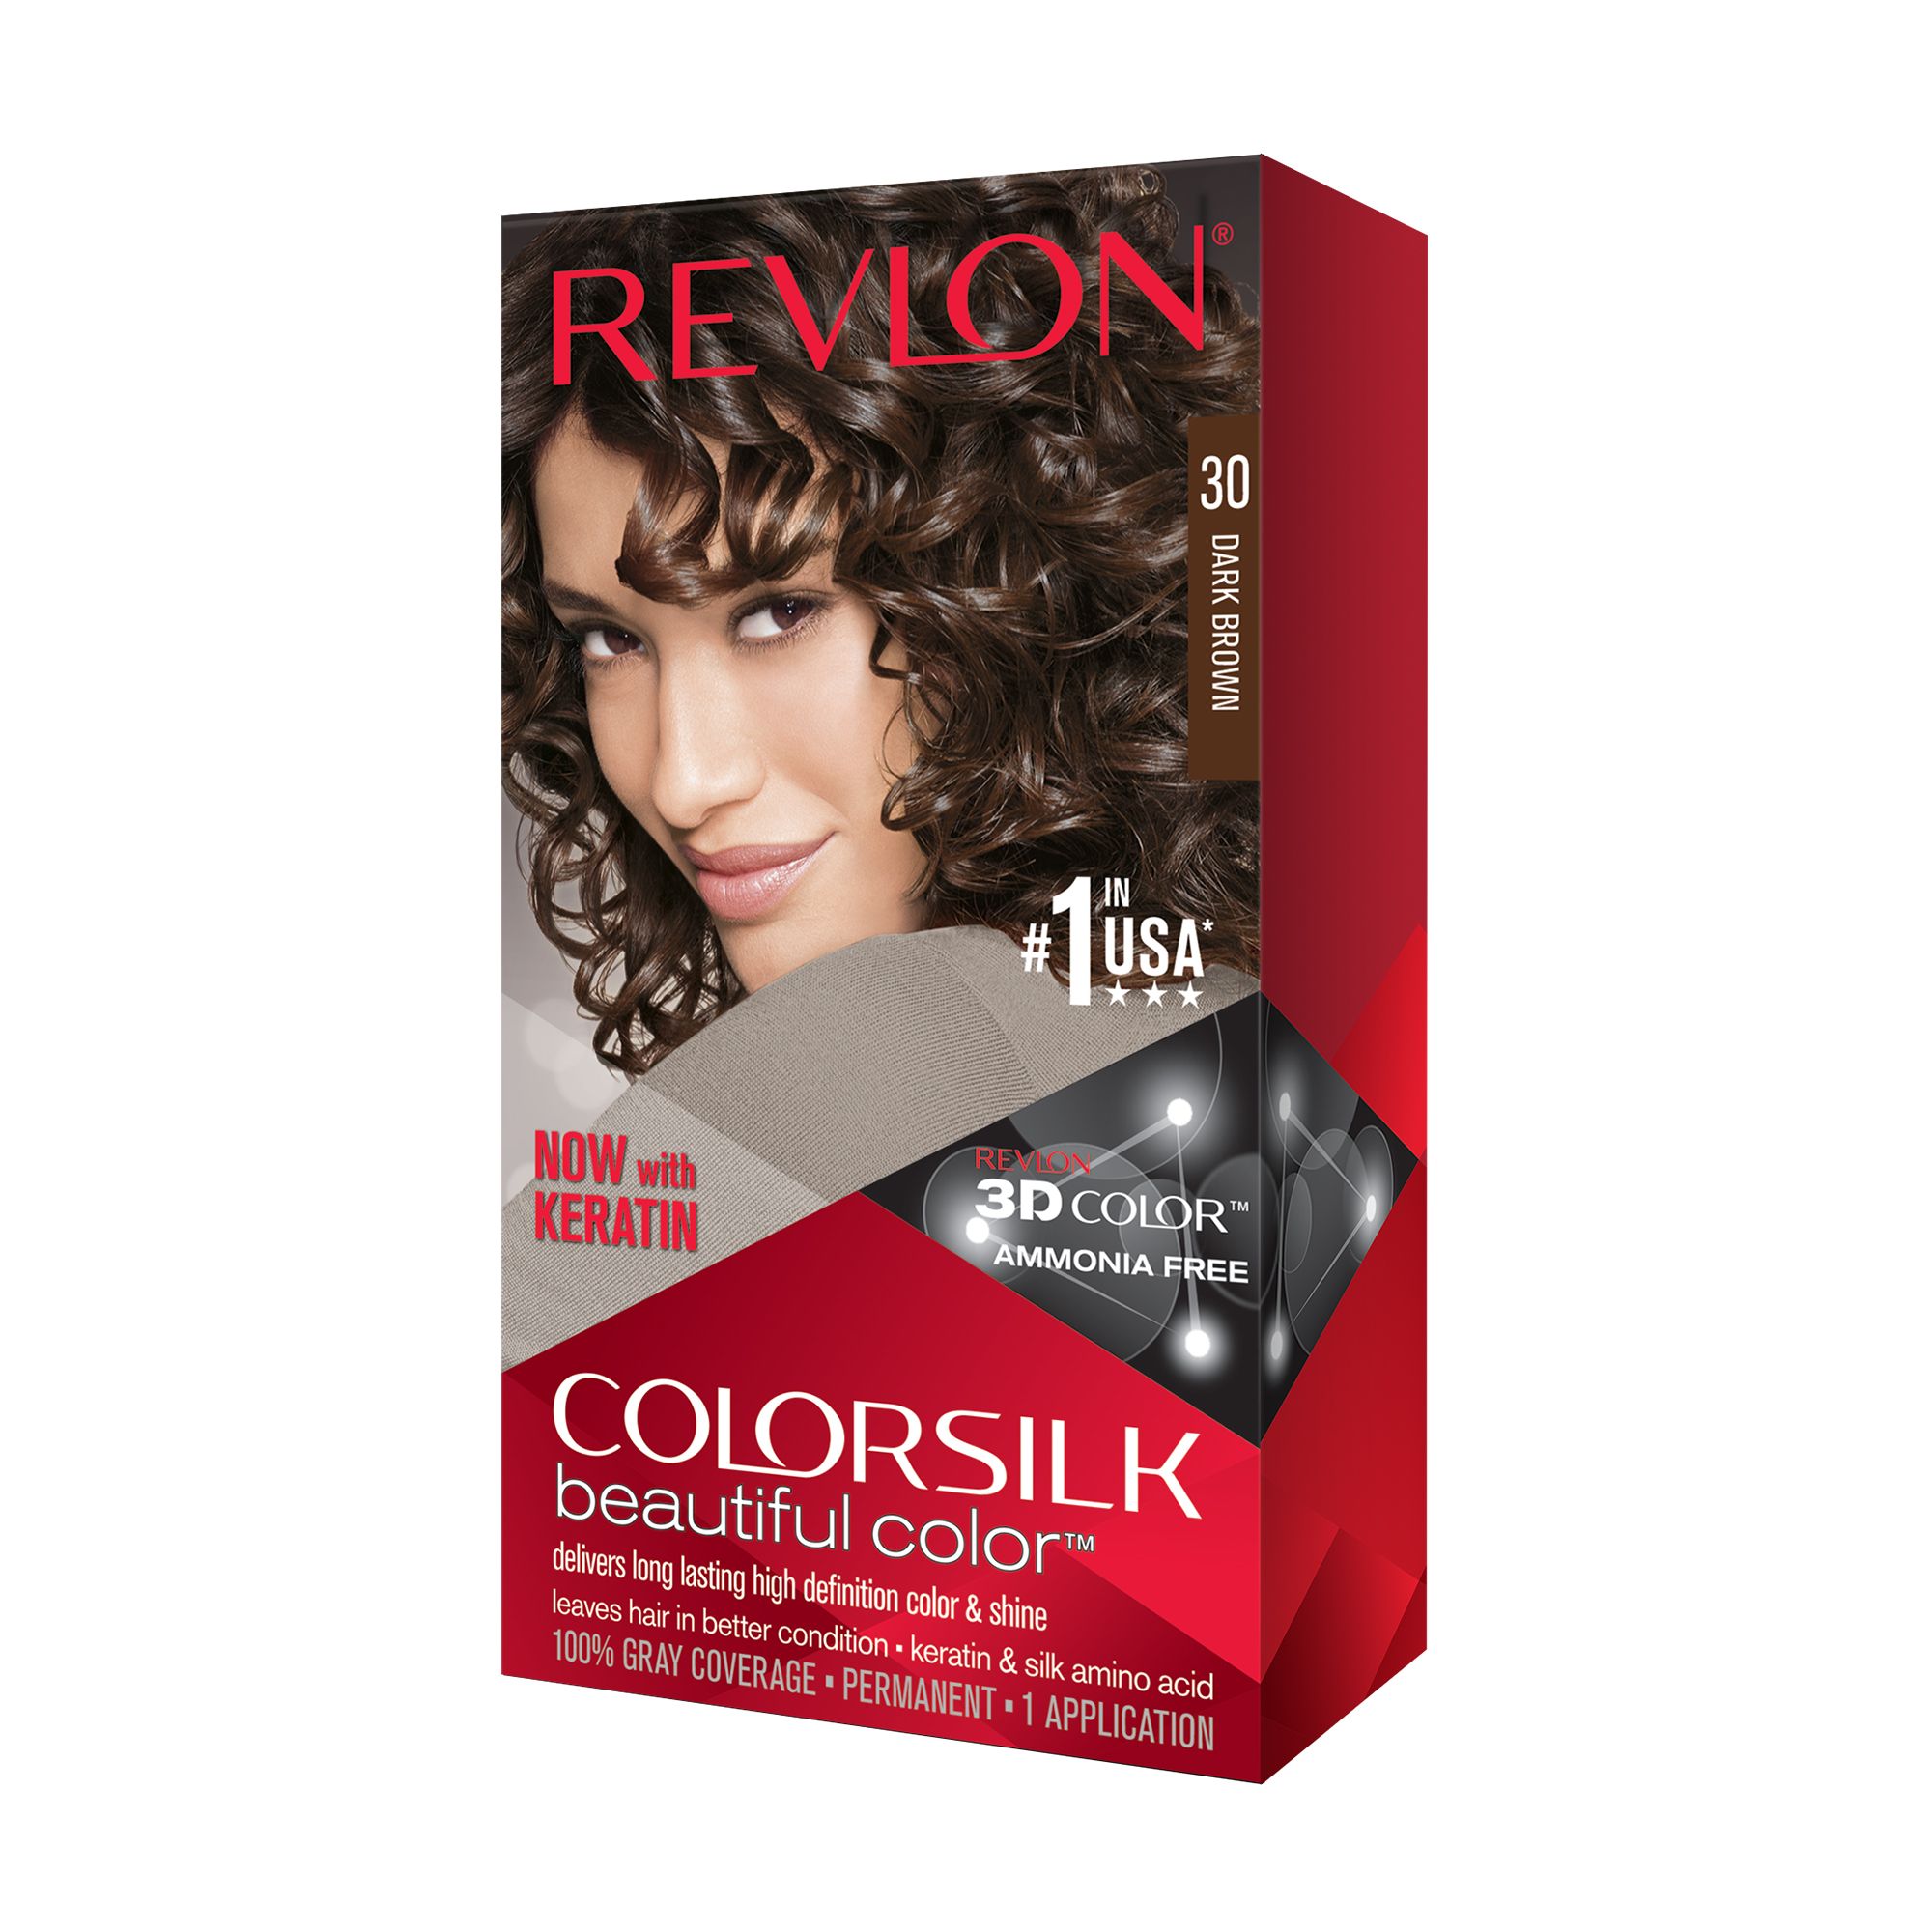 REVLON®
30 DARK BROWN
#1 IN USA*
NOW with
KERATIN
REVLON
3D COLOR™
AMMONIA FREE
COLORSILK
beautiful color™
delivers long lasting high definition color & shine
leaves hair in better condition ▪ keratin & silk amino acid
100% GRAY COVERAGE ▪ PERMANENT ▪ 1 APPLICATION